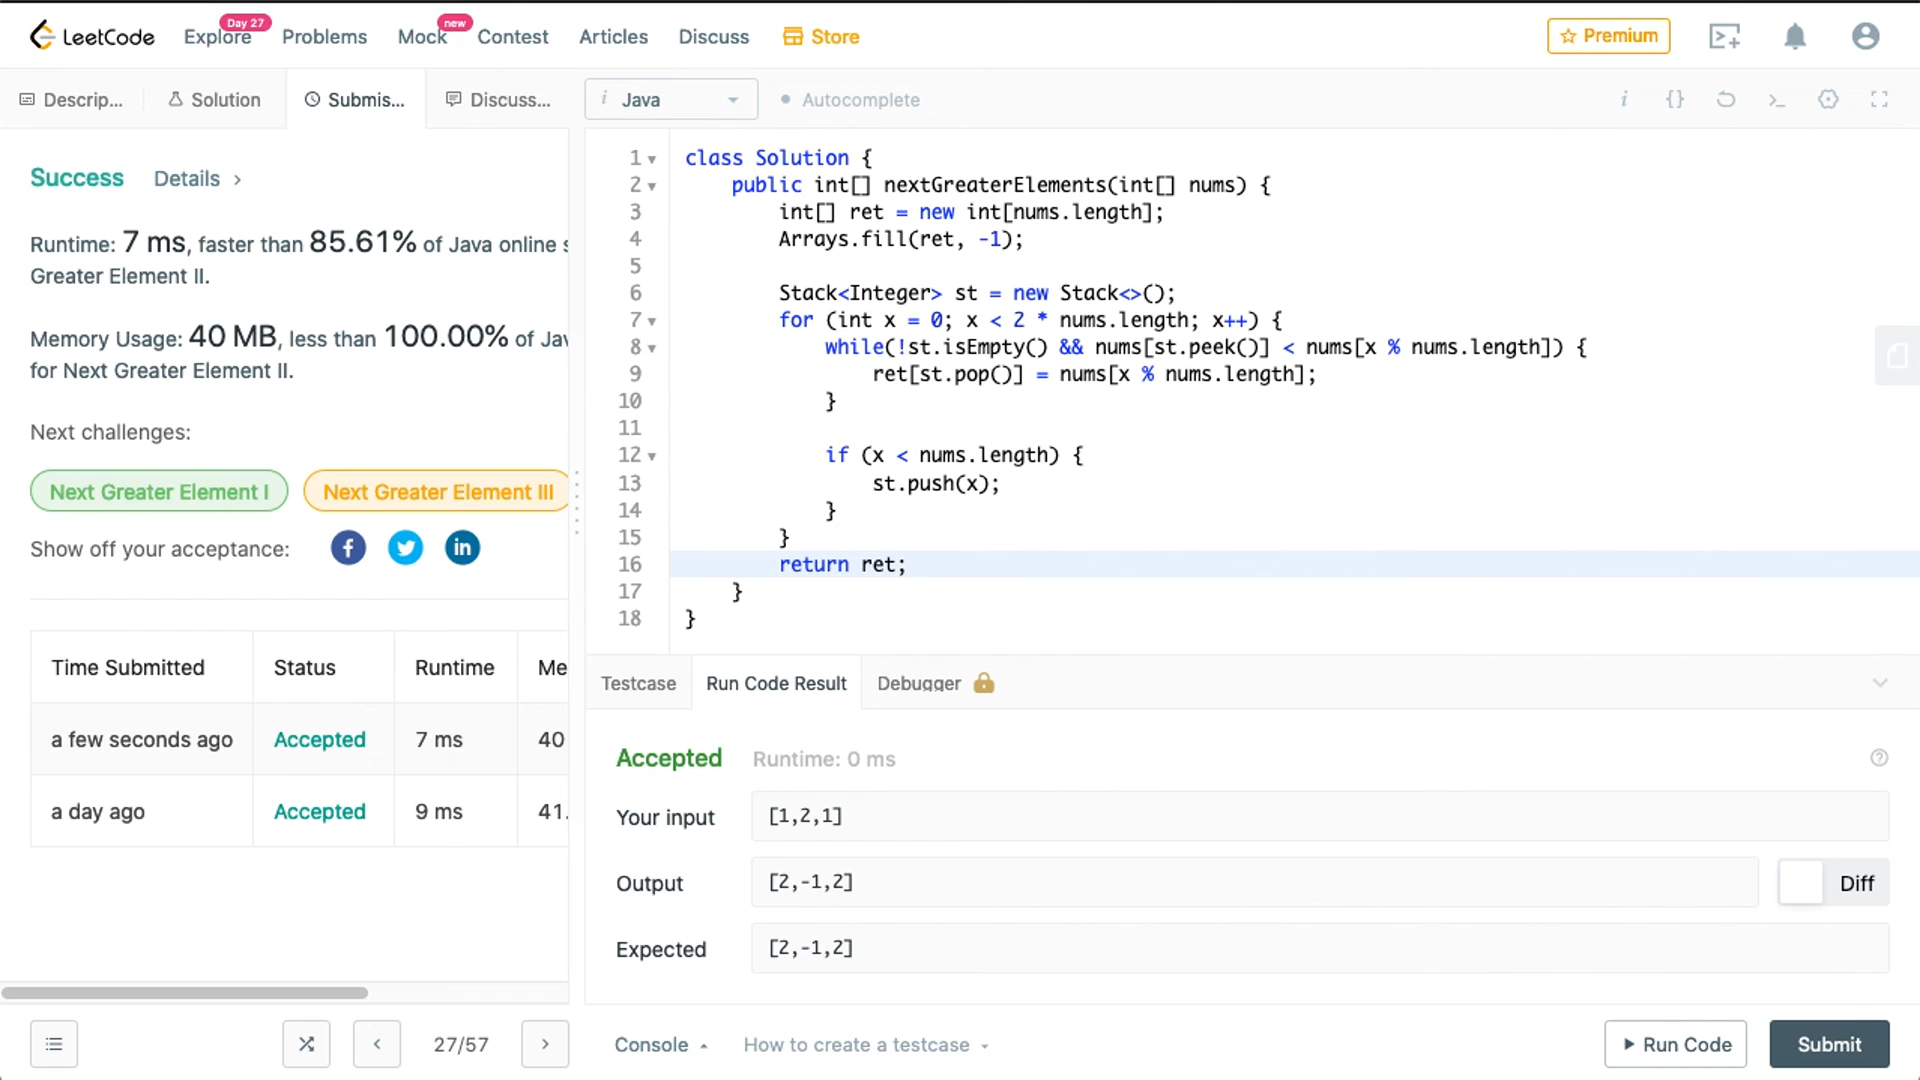 LeetCode
Explore
Day 27
Problems
Mock
new
Contest
Articles
Discuss
Store
Premium
Descrip...
Solution
Submis...
Discuss...
i Java
Autocomplete
Success Details >
Runtime: 7 ms, faster than 85.61% of Java online s
Greater Element II.
Memory Usage: 40 MB, less than 100.00% of Jav
for Next Greater Element II.
Next challenges:
Next Greater Element I
Next Greater Element III
Show off your acceptance:
Time Submitted Status Runtime Me
a few seconds ago Accepted 7 ms 40
a day ago Accepted 9 ms 41.
27/57
1 class Solution {
2 public int[] nextGreaterElements(int[] nums) {
3 int[] ret = new int[nums.length];
4 Arrays.fill(ret, -1);
5
6 Stack<Integer> st = new Stack<>();
7 for (int x = 0; x < 2 * nums.length; x++) {
8 while(!st.isEmpty() && nums[st.peek()] < nums[x % nums.length]) {
9 ret[st.pop()] = nums[x % nums.length];
10 }
11
12 if (x < nums.length) {
13 st.push(x);
14 }
15 }
16 return ret;
17 }
18 }
Testcase
Run Code Result
Debugger
Accepted Runtime: 0 ms
Your input [1,2,1]
Output [2,-1,2]
Diff
Expected [2,-1,2]
Console
How to create a testcase
Run Code
Submit